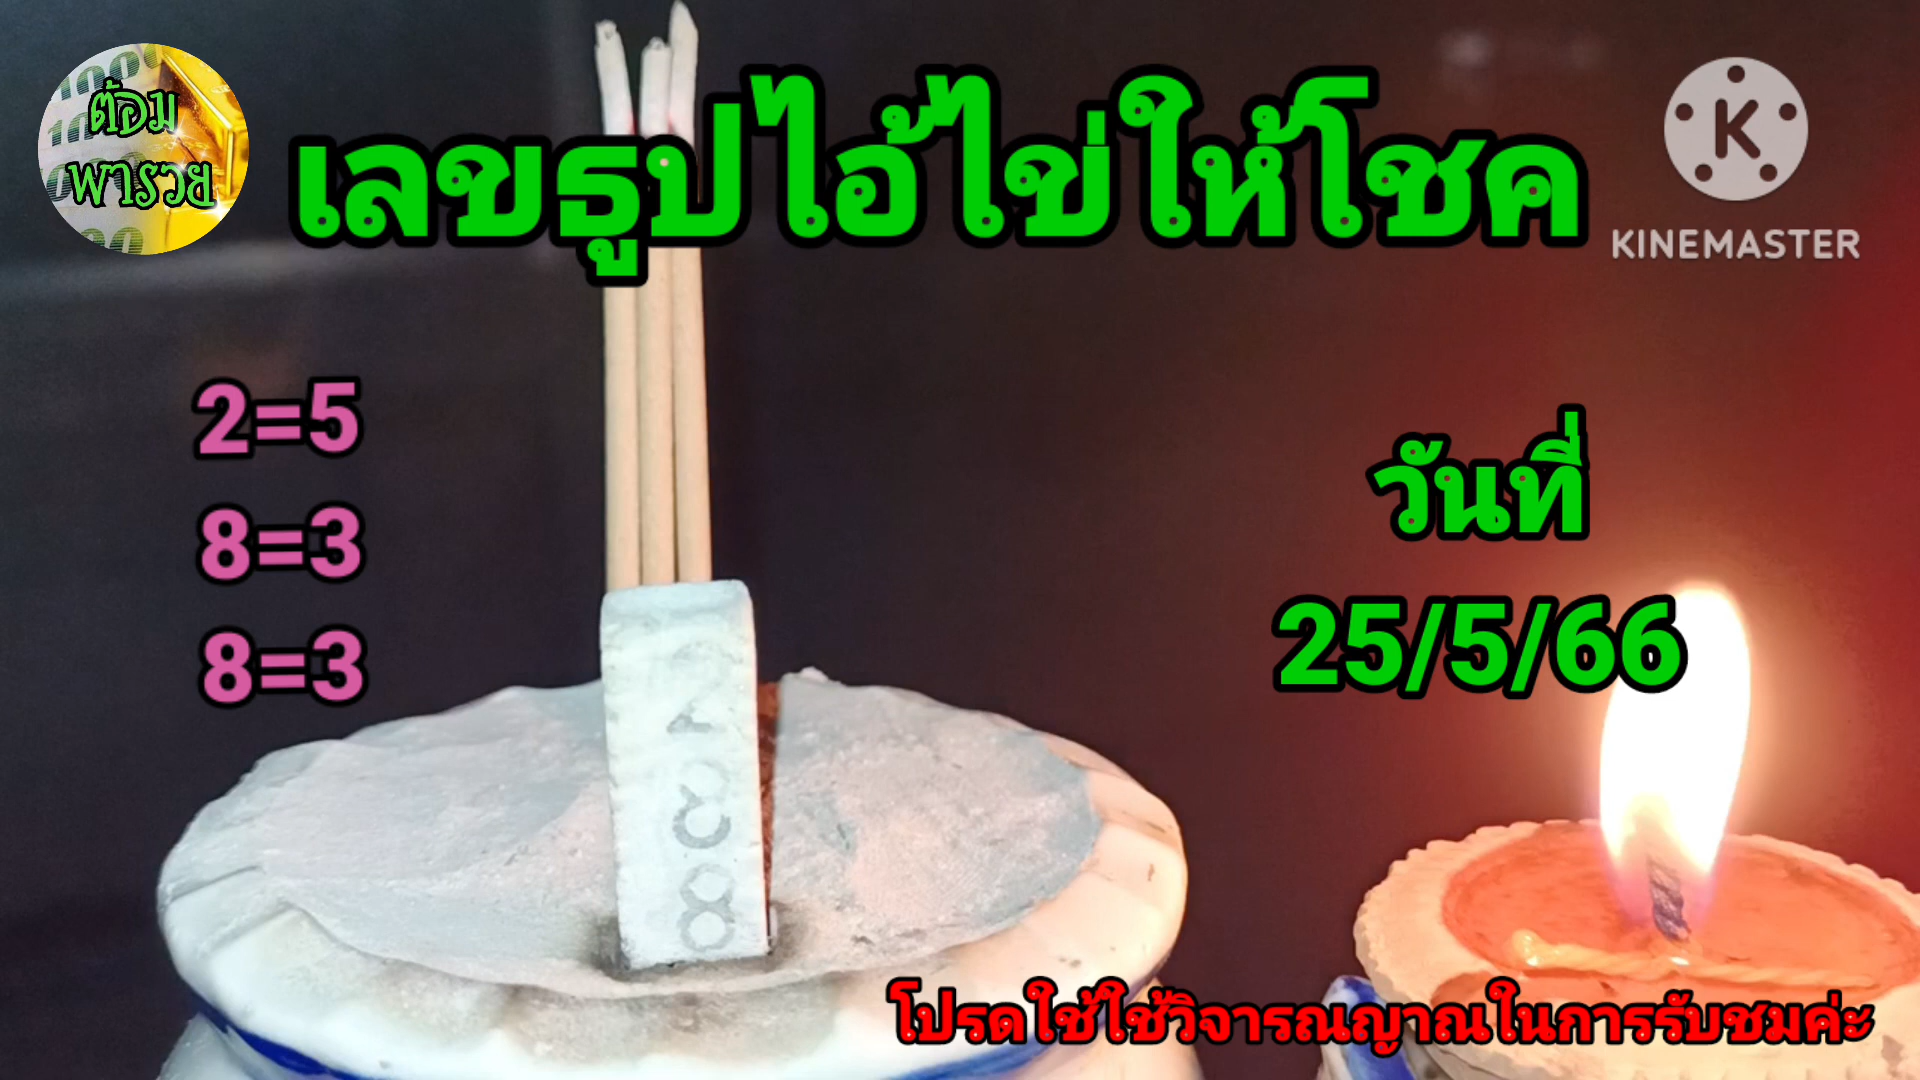 ต้อม
พารวย
เลขธูปไอ้ไข่ให้โชค
KINEMASTER
2=5
8=3
8=3
วันที่
25/5/66
โปรดใช้ใช้วิจารณญาณในการรับชมค่ะ